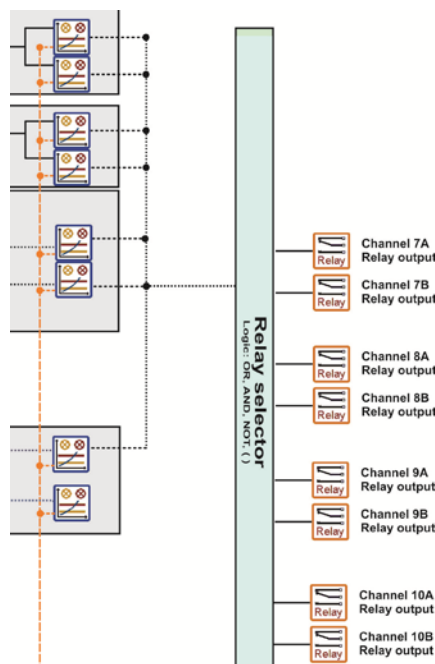 Relay selector
Logic: OR, AND, NOT, ( )
Relay
Channel 7A
Relay output
Relay
Channel 7B
Relay output
Relay
Channel 8A
Relay output
Relay
Channel 8B
Relay output
Relay
Channel 9A
Relay output
Relay
Channel 9B
Relay output
Relay
Channel 10A
Relay output
Relay
Channel 10B
Relay output